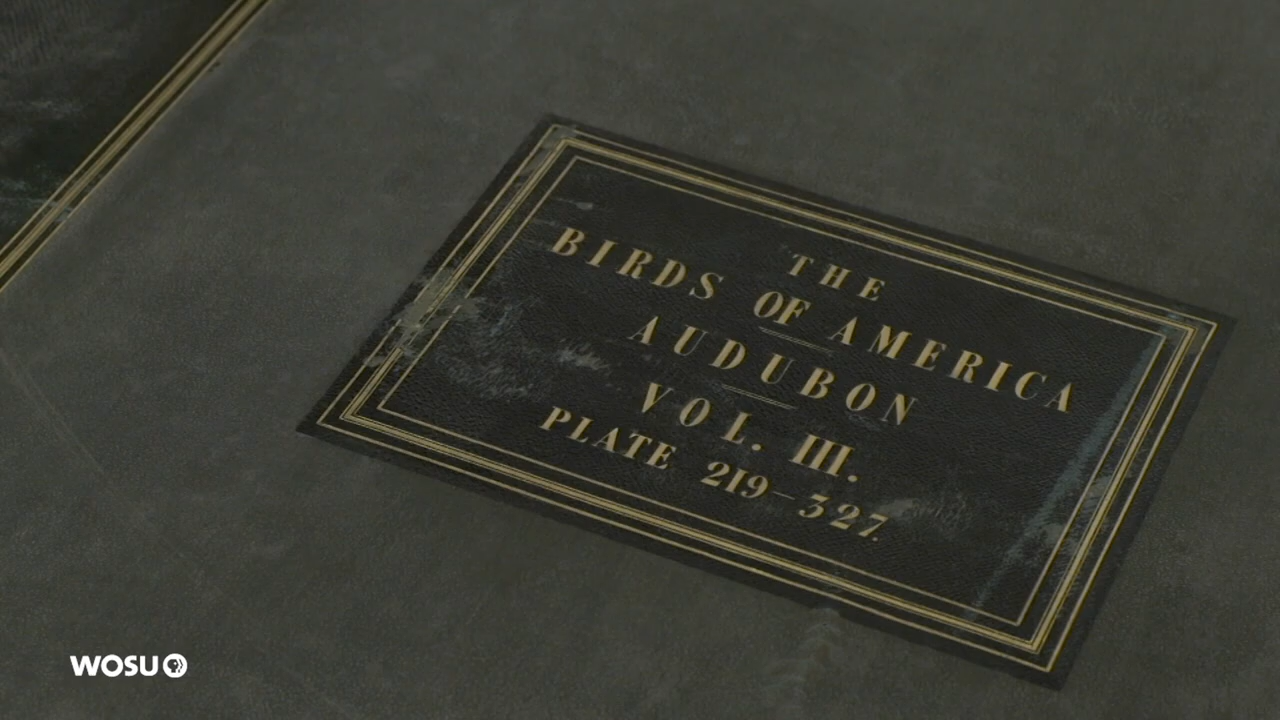 THE
BIRDS OF AMERICA
AUDUBON
VOL. III.
PLATE 219-327.
WOSU